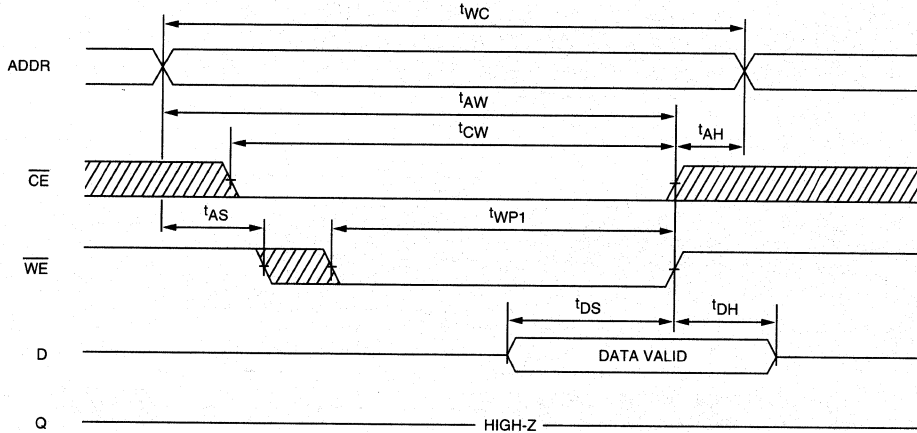 tWC
ADDR
tAW
tCW
tAH
CE
tAS
tWP1
WE
tDS
tDH
D
DATA VALID
Q
HIGH-Z